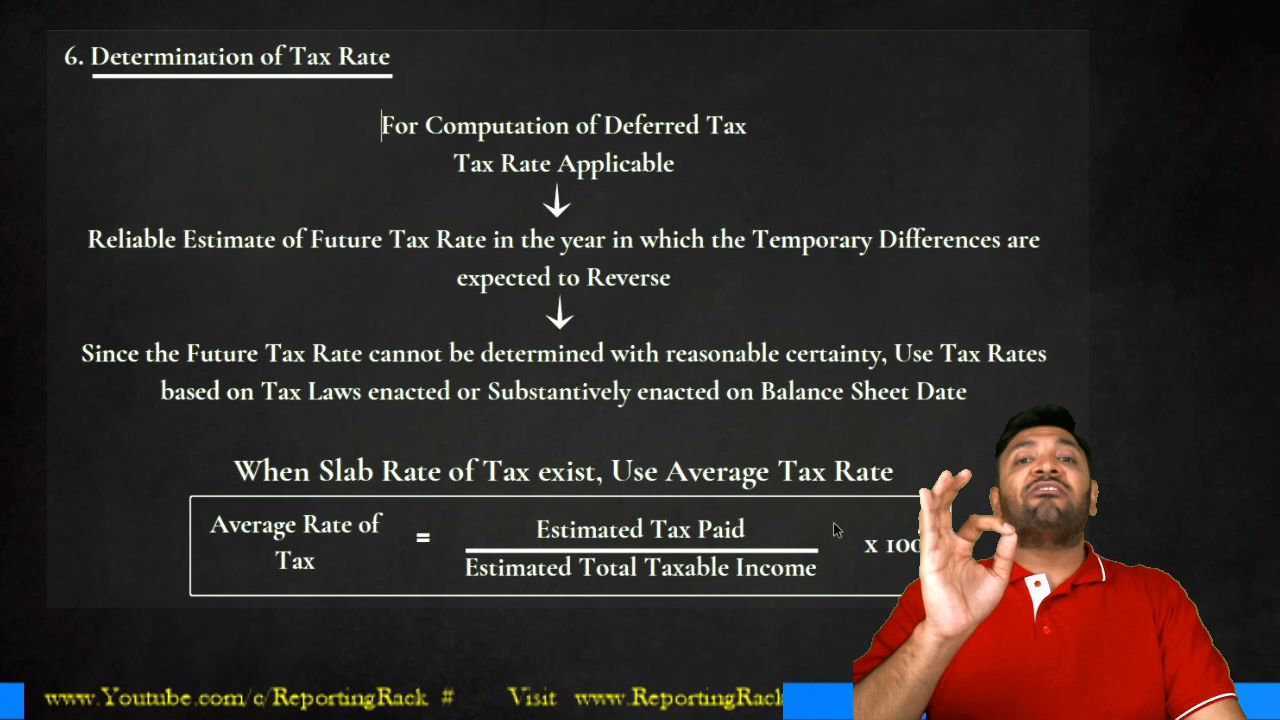 6. Determination of Tax Rate
For Computation of Deferred Tax
Tax Rate Applicable
Reliable Estimate of Future Tax Rate in the year in which the Temporary Differences are
expected to Reverse
Since the Future Tax Rate cannot be determined with reasonable certainty, Use Tax Rates
based on Tax Laws enacted or Substantively enacted on Balance Sheet Date
When Slab Rate of Tax exist, Use Average Tax Rate
Average Rate of
Tax
=
Estimated Tax Paid
Estimated Total Taxable Income
x 100
www.Youtube.com/c/ReportingRack # Visit www.ReportingRack